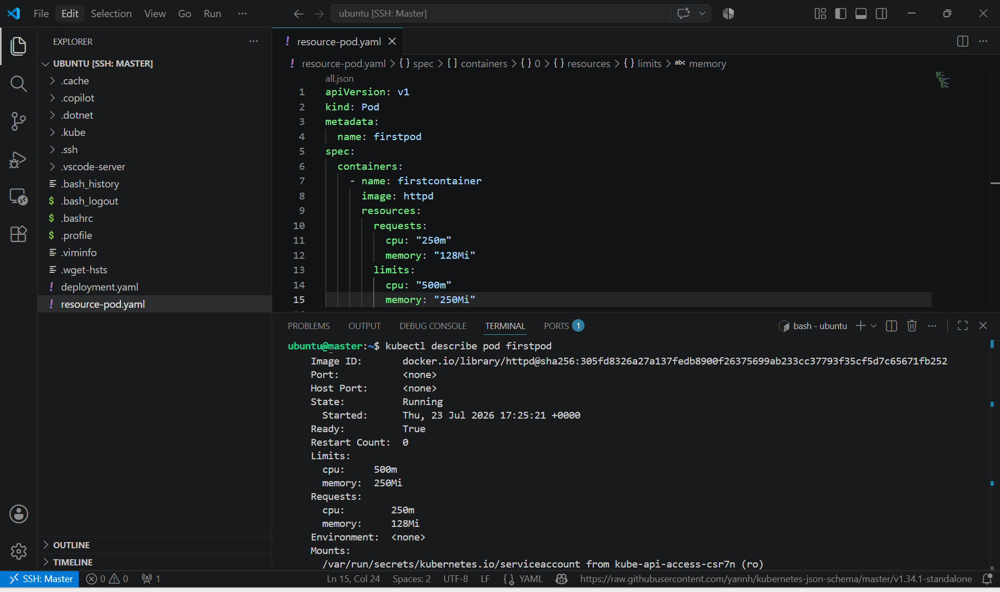 File Edit Selection View Go Run ··· ubuntu [SSH: Master]
EXPLORER
UBUNTU [SSH: MASTER]
.cache
.copilot
.dotnet
.kube
.ssh
.vscode-server
.bash_history
$ .bash_logout
$ .bashrc
$ .profile
.viminfo
.wget-hsts
! deployment.yaml
! resource-pod.yaml
OUTLINE
TIMELINE
! resource-pod.yaml
! resource-pod.yaml > { } spec > [ ] containers > { } 0 > { } resources > { } limits > abc memory
all.json
1 apiVersion: v1
2 kind: Pod
3 metadata:
4 name: firstpod
5 spec:
6 containers:
7 - name: firstcontainer
8 image: httpd
9 resources:
10 requests:
11 cpu: "250m"
12 memory: "128Mi"
13 limits:
14 cpu: "500m"
15 memory: "250Mi"
PROBLEMS OUTPUT DEBUG CONSOLE TERMINAL PORTS 1 bash - ubuntu
ubuntu@master:~$ kubectl describe pod firstpod
Image ID: docker.io/library/httpd@sha256:305fd8326a27a137fedb8900f26375699ab233cc37793f35cf5d7c65671fb252
Port: <none>
Host Port: <none>
State: Running
Started: Thu, 23 Jul 2026 17:25:21 +0000
Ready: True
Restart Count: 0
Limits:
cpu: 500m
memory: 250Mi
Requests:
cpu: 250m
memory: 128Mi
Environment: <none>
Mounts:
/var/run/secrets/kubernetes.io/serviceaccount from kube-api-access-csr7n (ro)
SSH: Master 0 0 1 Ln 15, Col 24 Spaces: 2 UTF-8 LF YAML https://raw.githubusercontent.com/yannh/kubernetes-json-schema/master/v1.34.1-standalone